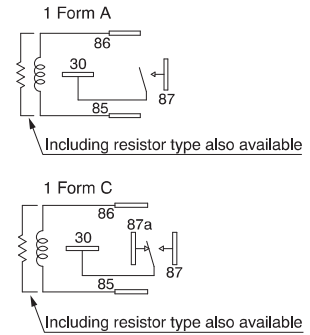 1 Form A
86
30
85
87
Including resistor type also available
1 Form C
86
87a
30
85
87
Including resistor type also available